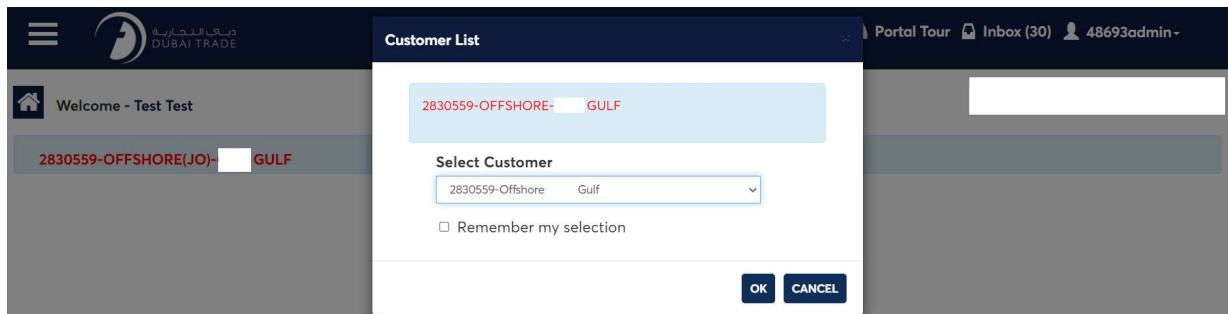 دبي التجارية
DUBAI TRADE
Customer List
×
Portal Tour
Inbox (30)
48693admin
Welcome - Test Test
2830559-OFFSHORE- GULF
2830559-OFFSHORE(JO)- GULF
Select Customer
2830559-Offshore Gulf
Remember my selection
OK
CANCEL